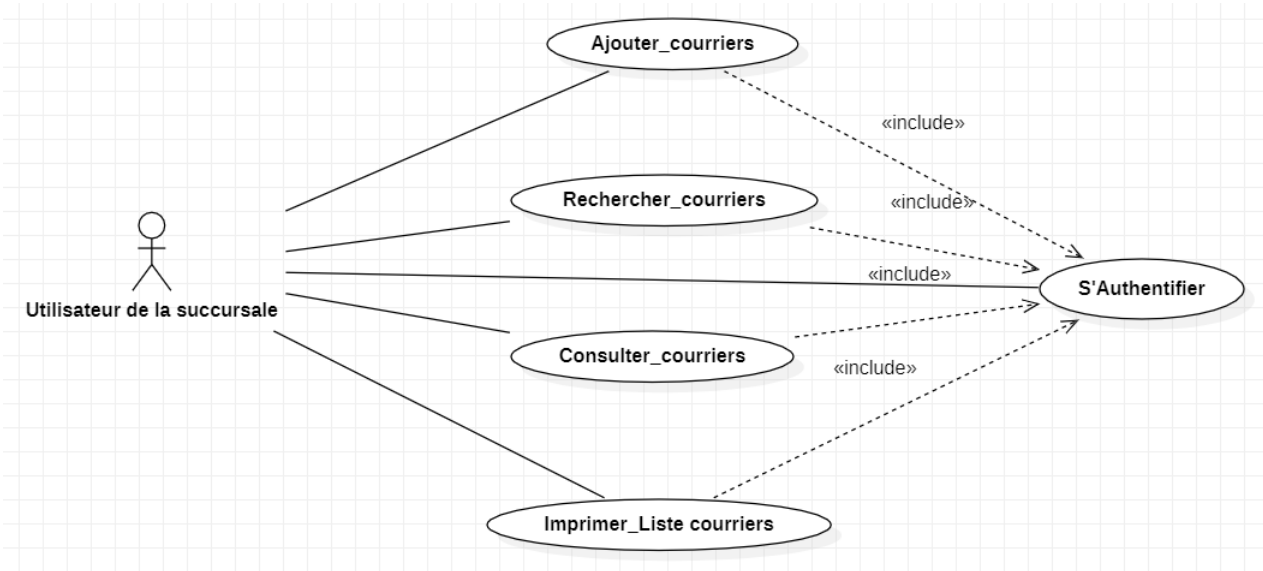 Ajouter_courriers
«include»
Rechercher_courriers
«include»
«include»
S'Authentifier
Utilisateur de la succursale
Consulter_courriers
«include»
Imprimer_Liste courriers